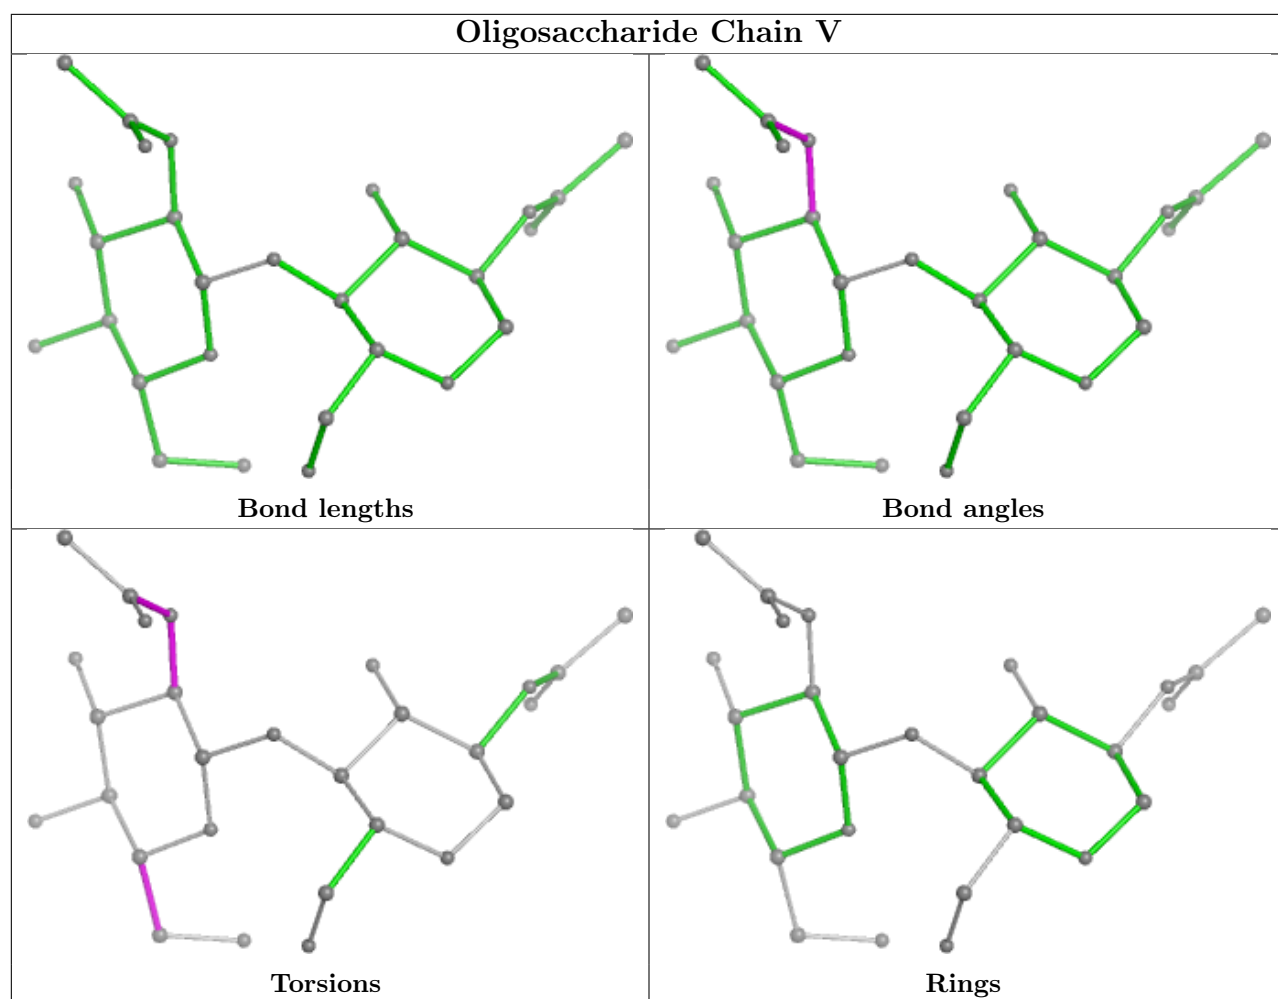 Oligosaccharide Chain V
Bond lengths
Bond angles
Torsions
Rings